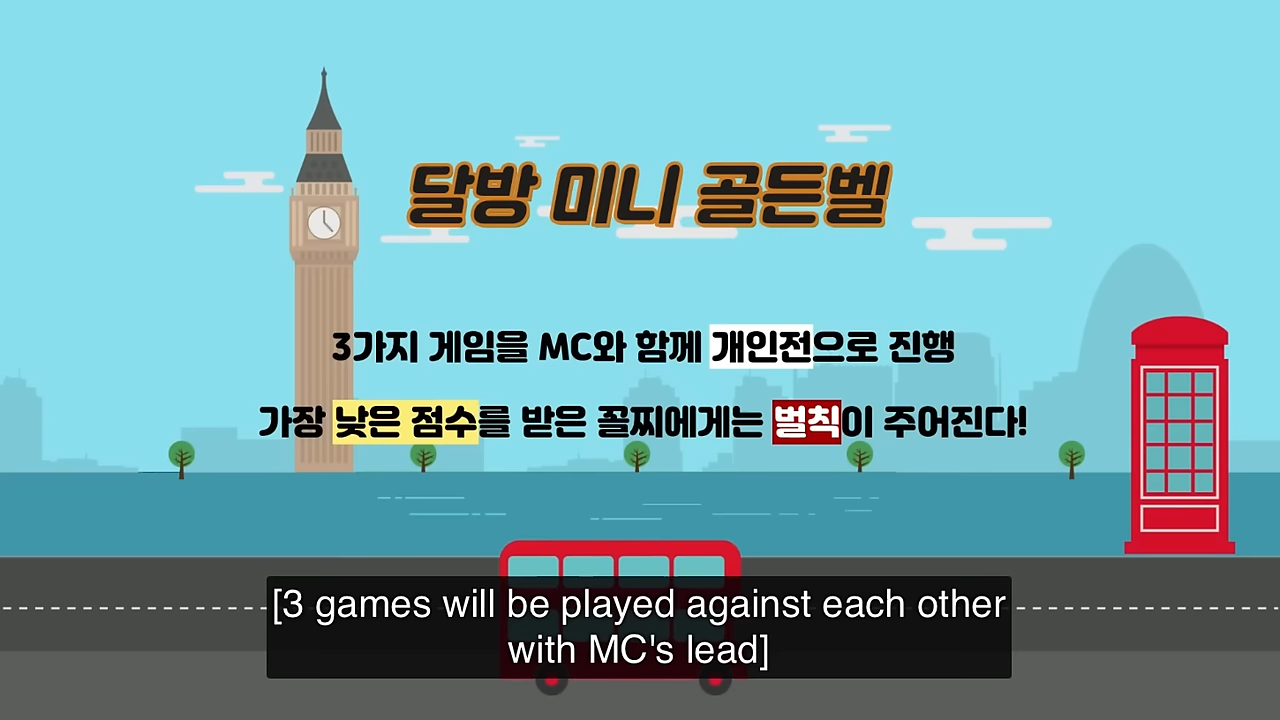 달방 미니 골든벨
3가지 게임을 MC와 함께 개인전으로 진행
가장 낮은 점수를 받은 꼴찌에게는 벌칙이 주어진다!
[3 games will be played against each other
with MC's lead]